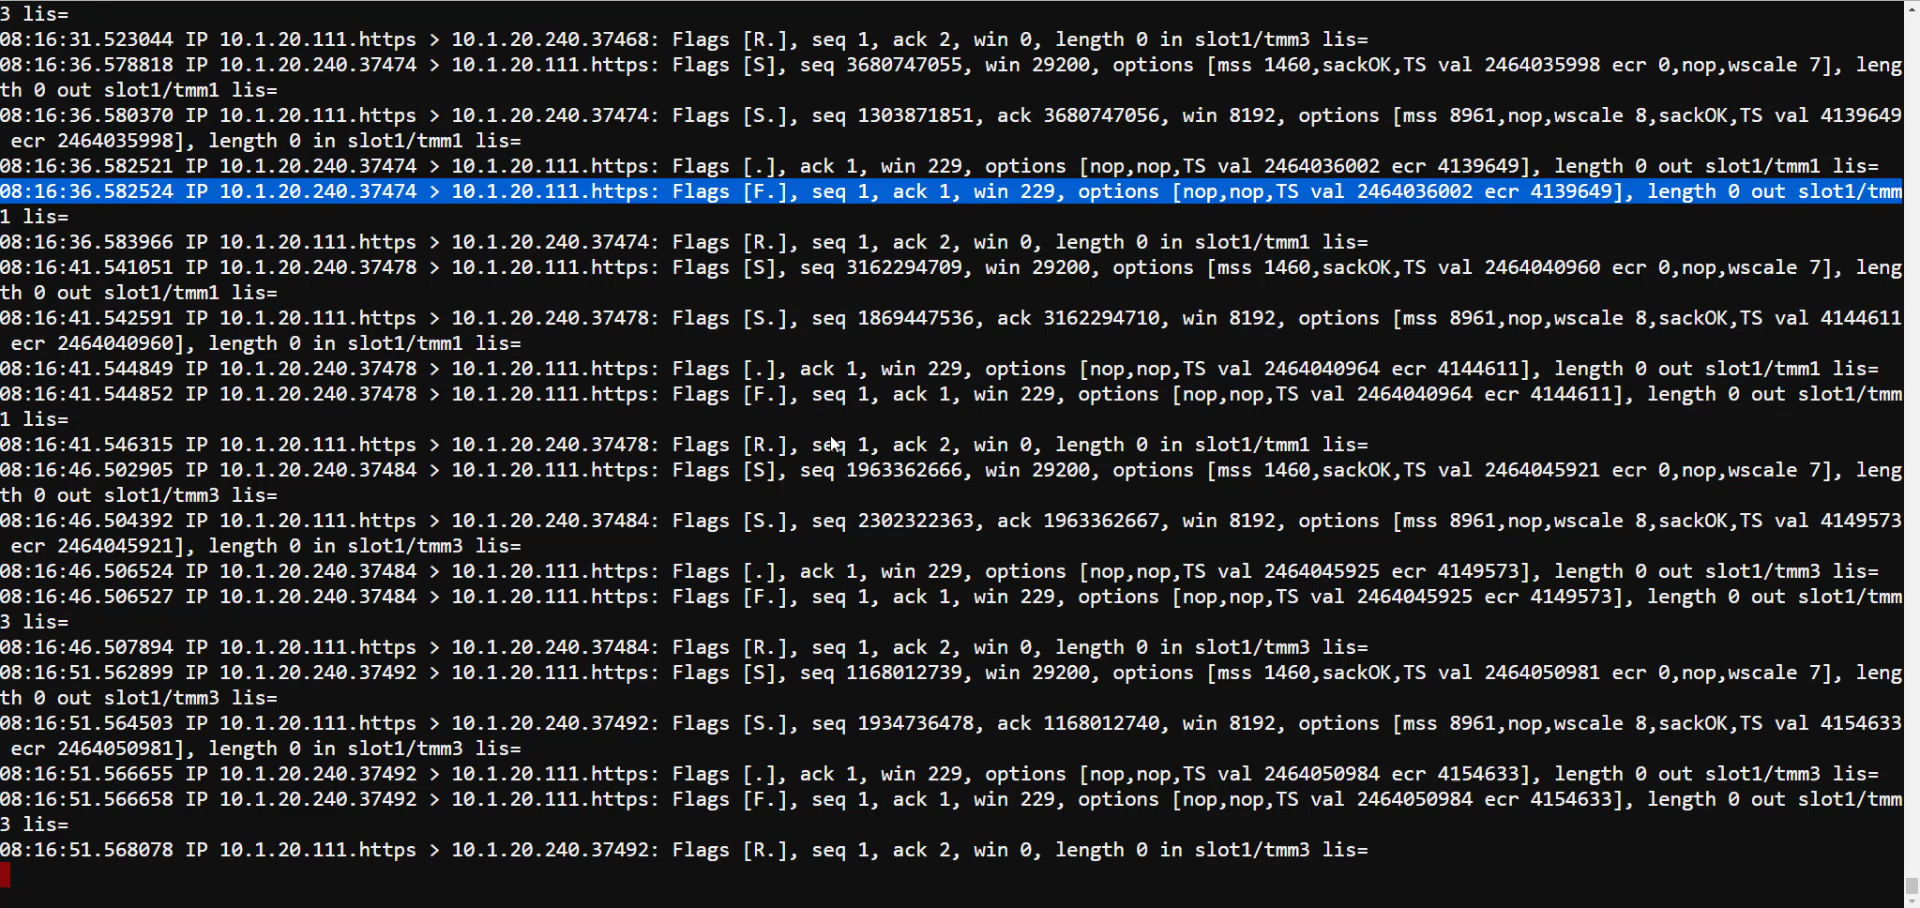 3 lis=
08:16:31.523044 IP 10.1.20.111.https > 10.1.20.240.37468: Flags [R.], seq 1, ack 2, win 0, length 0 in slot1/tmm3 lis=
08:16:36.578818 IP 10.1.20.240.37474 > 10.1.20.111.https: Flags [S], seq 3680747055, win 29200, options [mss 1460,sackOK,TS val 2464035998 ecr 0,nop,wscale 7], leng
th 0 out slot1/tmm1 lis=
08:16:36.580370 IP 10.1.20.111.https > 10.1.20.240.37474: Flags [S.], seq 1303871851, ack 3680747056, win 8192, options [mss 8961,nop,wscale 8,sackOK,TS val 4139649
 ecr 2464035998], length 0 in slot1/tmm1 lis=
08:16:36.582521 IP 10.1.20.240.37474 > 10.1.20.111.https: Flags [.], ack 1, win 229, options [nop,nop,TS val 2464036002 ecr 4139649], length 0 out slot1/tmm1 lis=
08:16:36.582524 IP 10.1.20.240.37474 > 10.1.20.111.https: Flags [F.], seq 1, ack 1, win 229, options [nop,nop,TS val 2464036002 ecr 4139649], length 0 out slot1/tmm
1 lis=
08:16:36.583966 IP 10.1.20.111.https > 10.1.20.240.37474: Flags [R.], seq 1, ack 2, win 0, length 0 in slot1/tmm1 lis=
08:16:41.541051 IP 10.1.20.240.37478 > 10.1.20.111.https: Flags [S], seq 3162294709, win 29200, options [mss 1460,sackOK,TS val 2464040960 ecr 0,nop,wscale 7], leng
th 0 out slot1/tmm1 lis=
08:16:41.542591 IP 10.1.20.111.https > 10.1.20.240.37478: Flags [S.], seq 1869447536, ack 3162294710, win 8192, options [mss 8961,nop,wscale 8,sackOK,TS val 4144611
 ecr 2464040960], length 0 in slot1/tmm1 lis=
08:16:41.544849 IP 10.1.20.240.37478 > 10.1.20.111.https: Flags [.], ack 1, win 229, options [nop,nop,TS val 2464040964 ecr 4144611], length 0 out slot1/tmm1 lis=
08:16:41.544852 IP 10.1.20.240.37478 > 10.1.20.111.https: Flags [F.], seq 1, ack 1, win 229, options [nop,nop,TS val 2464040964 ecr 4144611], length 0 out slot1/tmm
1 lis=
08:16:41.546315 IP 10.1.20.111.https > 10.1.20.240.37478: Flags [R.], seq 1, ack 2, win 0, length 0 in slot1/tmm1 lis=
08:16:46.502905 IP 10.1.20.240.37484 > 10.1.20.111.https: Flags [S], seq 1963362666, win 29200, options [mss 1460,sackOK,TS val 2464045921 ecr 0,nop,wscale 7], leng
th 0 out slot1/tmm3 lis=
08:16:46.504392 IP 10.1.20.111.https > 10.1.20.240.37484: Flags [S.], seq 2302322363, ack 1963362667, win 8192, options [mss 8961,nop,wscale 8,sackOK,TS val 4149573
 ecr 2464045921], length 0 in slot1/tmm3 lis=
08:16:46.506524 IP 10.1.20.240.37484 > 10.1.20.111.https: Flags [.], ack 1, win 229, options [nop,nop,TS val 2464045925 ecr 4149573], length 0 out slot1/tmm3 lis=
08:16:46.506527 IP 10.1.20.240.37484 > 10.1.20.111.https: Flags [F.], seq 1, ack 1, win 229, options [nop,nop,TS val 2464045925 ecr 4149573], length 0 out slot1/tmm
3 lis=
08:16:46.507894 IP 10.1.20.111.https > 10.1.20.240.37484: Flags [R.], seq 1, ack 2, win 0, length 0 in slot1/tmm3 lis=
08:16:51.562899 IP 10.1.20.240.37492 > 10.1.20.111.https: Flags [S], seq 1168012739, win 29200, options [mss 1460,sackOK,TS val 2464050981 ecr 0,nop,wscale 7], leng
th 0 out slot1/tmm3 lis=
08:16:51.564503 IP 10.1.20.111.https > 10.1.20.240.37492: Flags [S.], seq 1934736478, ack 1168012740, win 8192, options [mss 8961,nop,wscale 8,sackOK,TS val 4154633
 ecr 2464050981], length 0 in slot1/tmm3 lis=
08:16:51.566655 IP 10.1.20.240.37492 > 10.1.20.111.https: Flags [.], ack 1, win 229, options [nop,nop,TS val 2464050984 ecr 4154633], length 0 out slot1/tmm3 lis=
08:16:51.566658 IP 10.1.20.240.37492 > 10.1.20.111.https: Flags [F.], seq 1, ack 1, win 229, options [nop,nop,TS val 2464050984 ecr 4154633], length 0 out slot1/tmm
3 lis=
08:16:51.568078 IP 10.1.20.111.https > 10.1.20.240.37492: Flags [R.], seq 1, ack 2, win 0, length 0 in slot1/tmm3 lis=